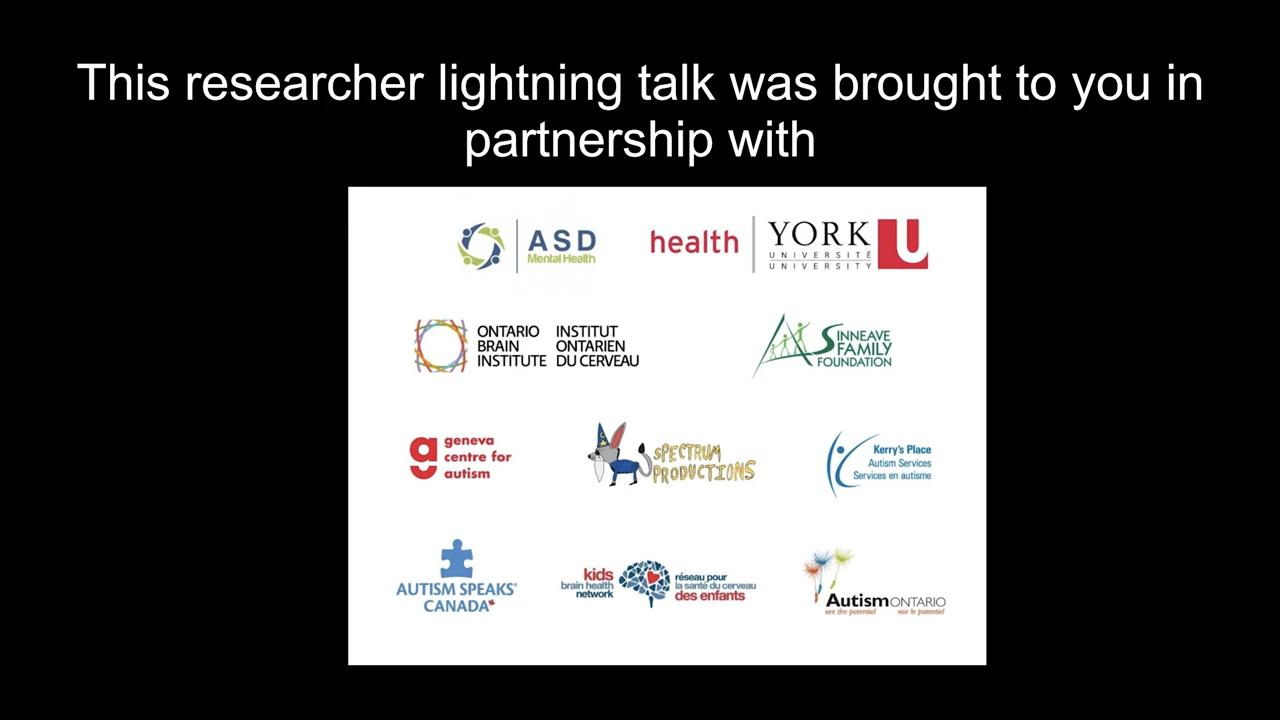 This researcher lightning talk was brought to you in
partnership with
ASD
Mental Health
health
YORK
UNIVERSITÉ
UNIVERSITY
U
ONTARIO
BRAIN
INSTITUTE
INSTITUT
ONTARIEN
DU CERVEAU
SINNEAVE
FAMILY
FOUNDATION
g
geneva
centre for
autism
SPECTRUM
PRODUCTIONS
Kerry's Place
Autism Services
Services en autisme
AUTISM SPEAKS®
CANADA
kids
brain health
network
réseau pour
la santé du cerveau
des enfants
Autism ONTARIO
see the potential
voir le potentiel